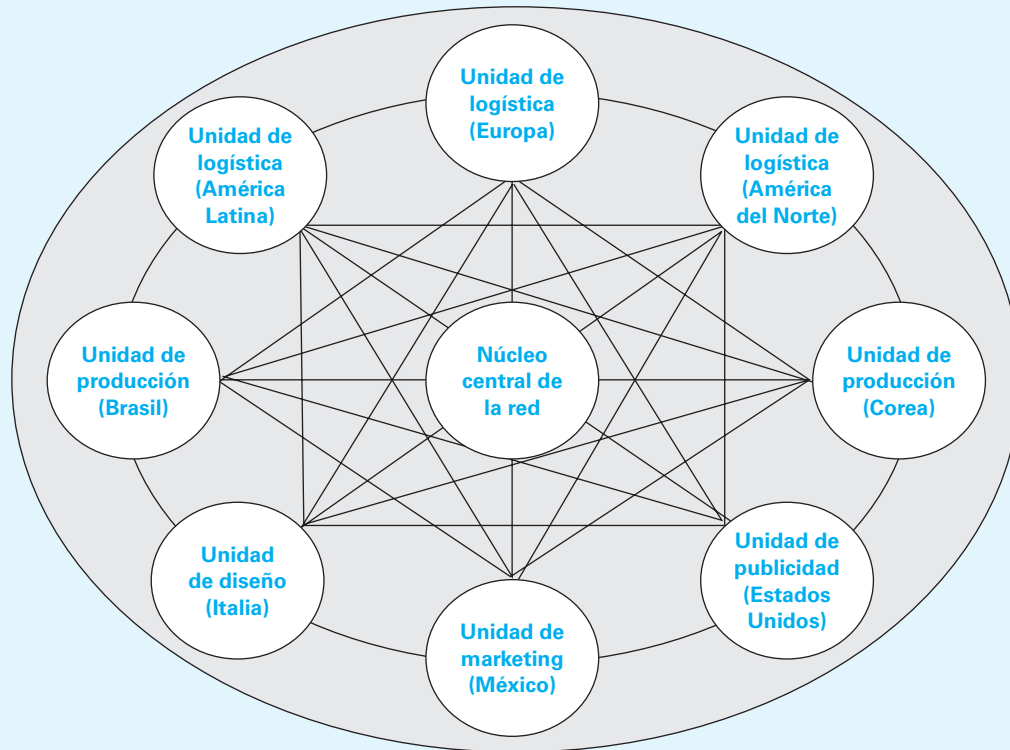 Unidad de
logística
(Europa)
Unidad de
logística
(América
Latina)
Unidad de
logística
(América
del Norte)
Unidad de
producción
(Brasil)
Núcleo
central de
la red
Unidad de
producción
(Corea)
Unidad
de diseño
(Italia)
Unidad de
publicidad
(Estados
Unidos)
Unidad de
marketing
(México)